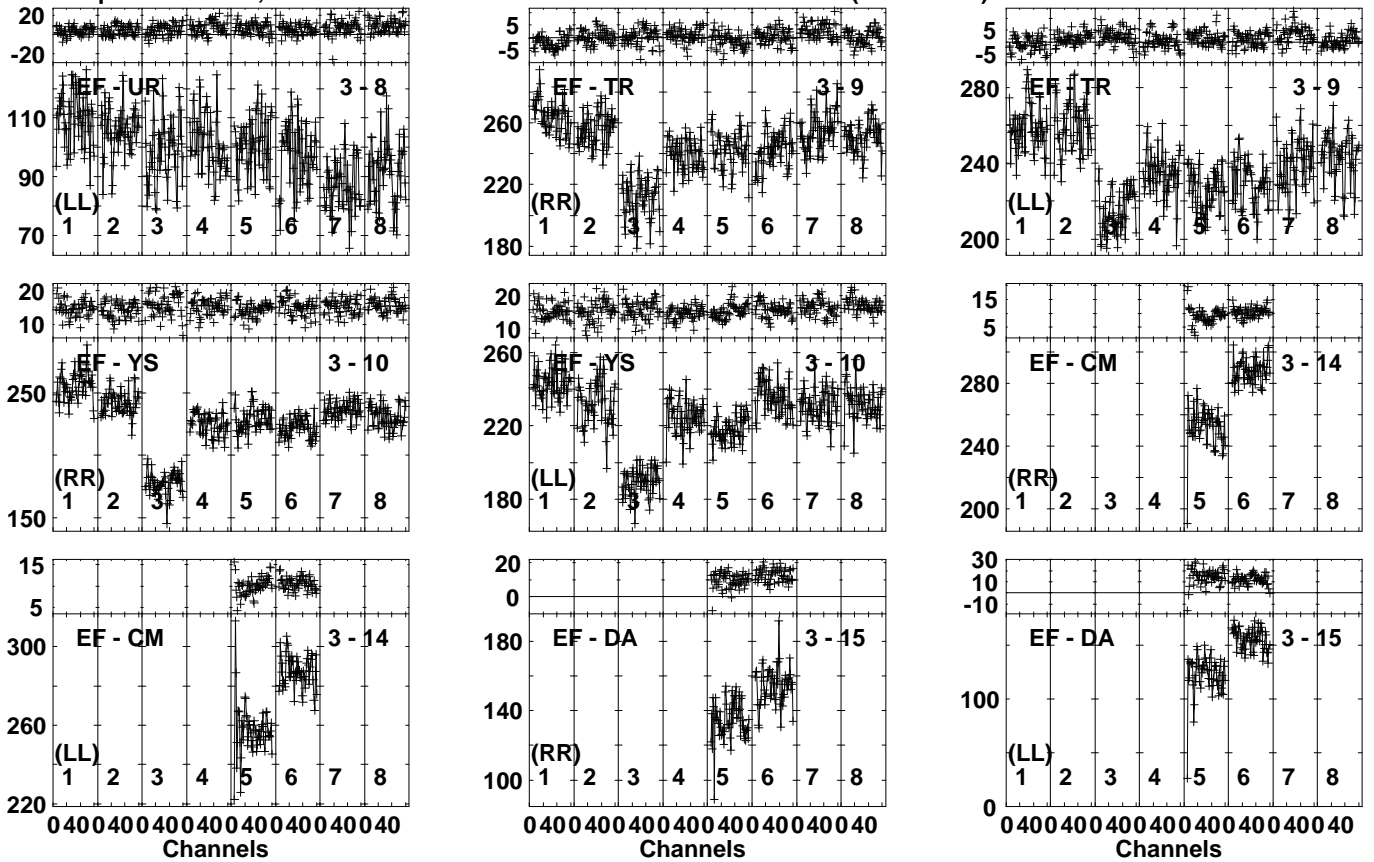 20
-20
EF - UR 3 - 8
110
90
70
(LL)
1 2 3 4 5 6 7 8
5
-5
EF - TR 3 - 9
260
220
180
(RR)
1 2 3 4 5 6 7 8
5
-5
EF - TR 3 - 9
280
240
200
(LL)
1 2 3 4 5 6 7 8
20
10
EF - YS 3 - 10
250
150
(RR)
1 2 3 4 5 6 7 8
20
10
EF - YS 3 - 10
260
220
180
(LL)
1 2 3 4 5 6 7 8
15
5
EF - CM 3 - 14
280
240
200
(RR)
1 2 3 4 5 6 7 8
15
5
EF - CM 3 - 14
300
260
220
(LL)
1 2 3 4 5 6 7 8
0 40 0 40 0 40 0 40 0 40 0 40 0 40 0 40
Channels
20
0
EF - DA 3 - 15
180
140
100
(RR)
1 2 3 4 5 6 7 8
0 40 0 40 0 40 0 40 0 40 0 40 0 40 0 40
Channels
30
10
-10
EF - DA 3 - 15
100
0
(LL)
1 2 3 4 5 6 7 8
0 40 0 40 0 40 0 40 0 40 0 40 0 40 0 40
Channels